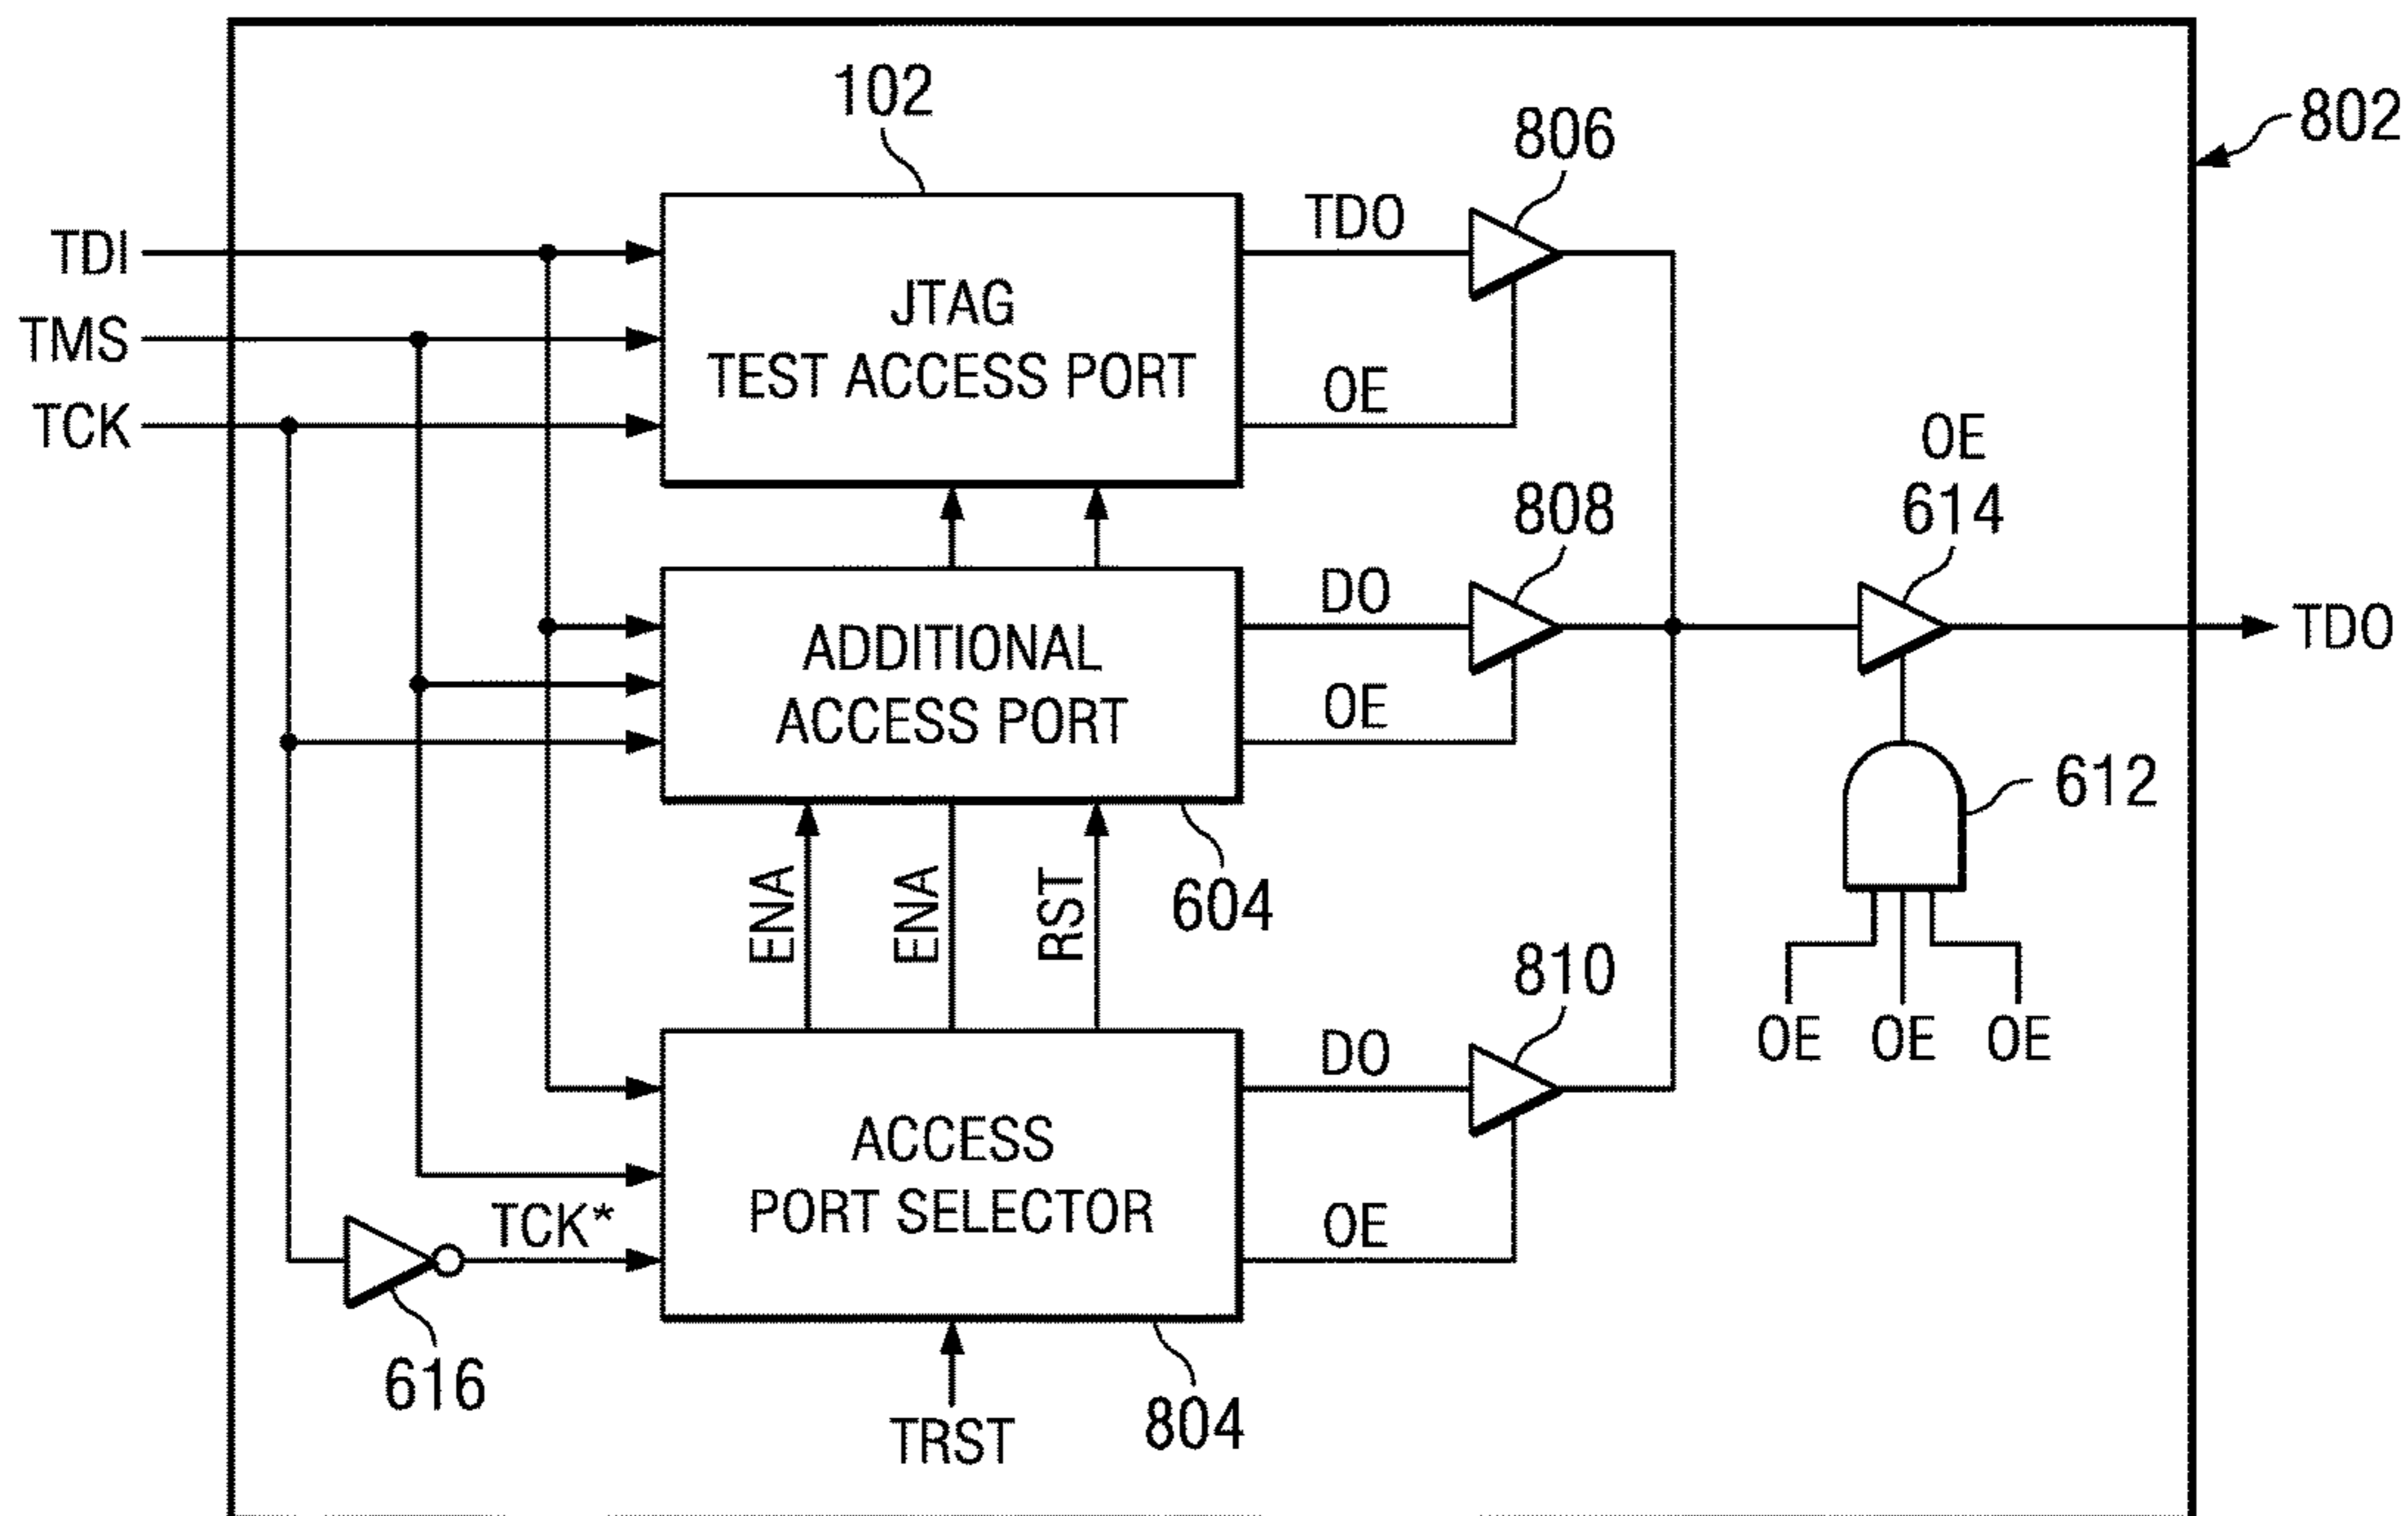 102
806
802
TDI
TMS
TCK
JTAG
TEST ACCESS PORT
TDO
OE
OE
614
808
ADDITIONAL
ACCESS PORT
DO
OE
TDO
612
ENA
ENA
RST
604
810
OE
OE
OE
ACCESS
PORT SELECTOR
DO
OE
TCK*
616
TRST
804